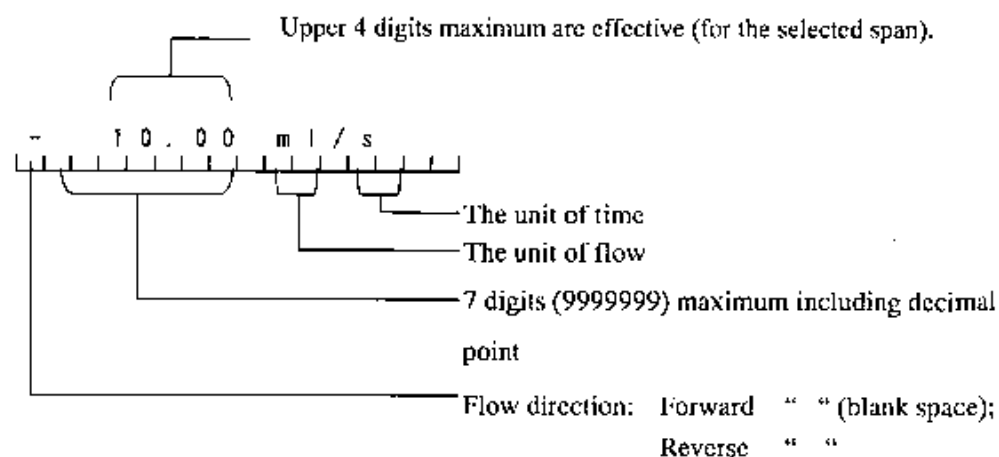 Upper 4 digits maximum are effective (for the selected span).
- 10.00 ml/s
The unit of time
The unit of flow
7 digits (9999999) maximum including decimal
point
Flow direction: Forward “ “ (blank space);
Reverse “ “